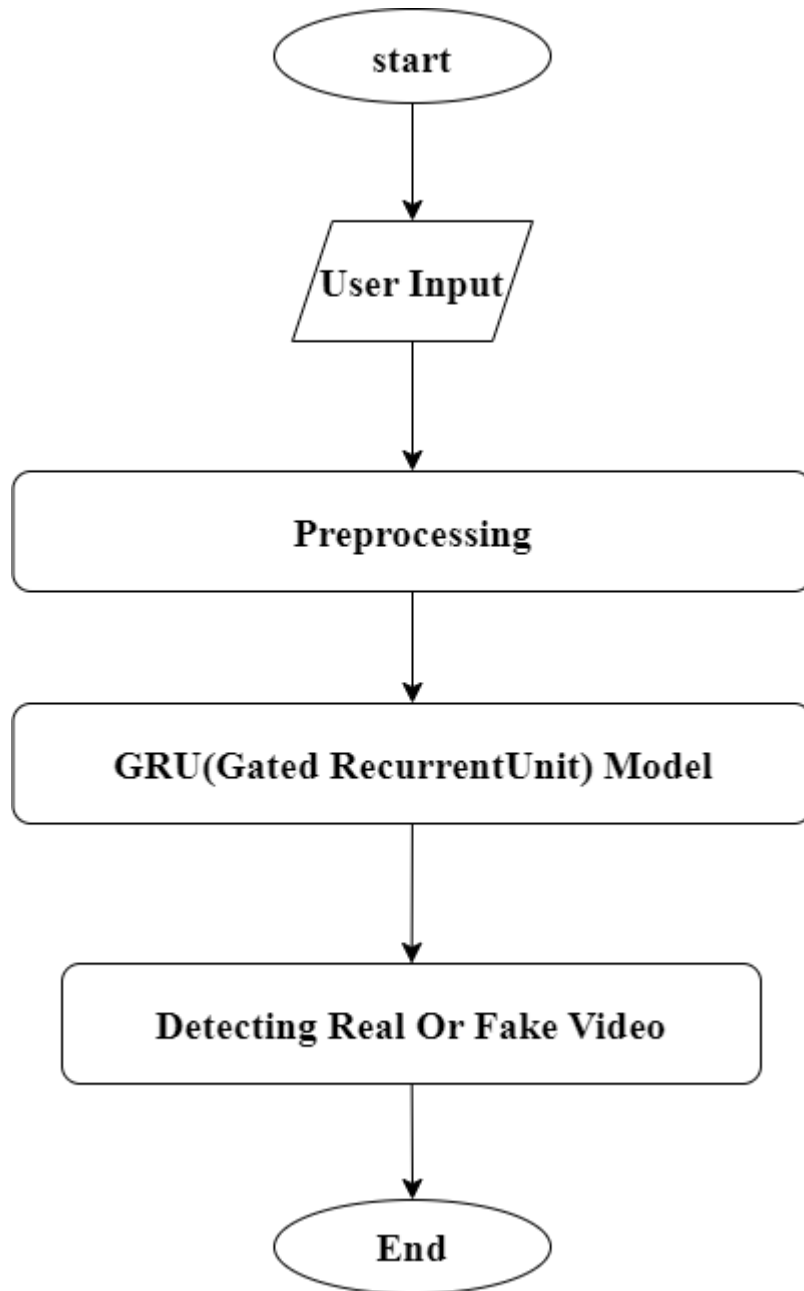 start
User Input
Preprocessing
GRU(Gated RecurrentUnit) Model
Detecting Real Or Fake Video
End